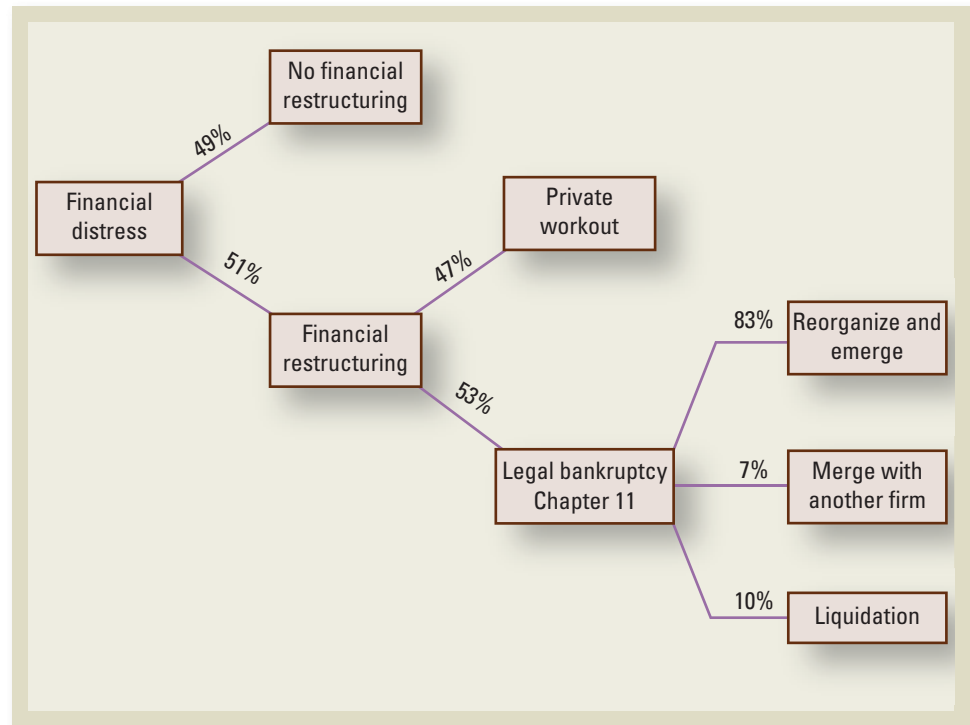 No financial
restructuring
49%
Financial
distress
51%
Private
workout
47%
Financial
restructuring
53%
83%
Reorganize and
emerge
Legal bankruptcy
Chapter 11
7%
Merge with
another firm
10%
Liquidation